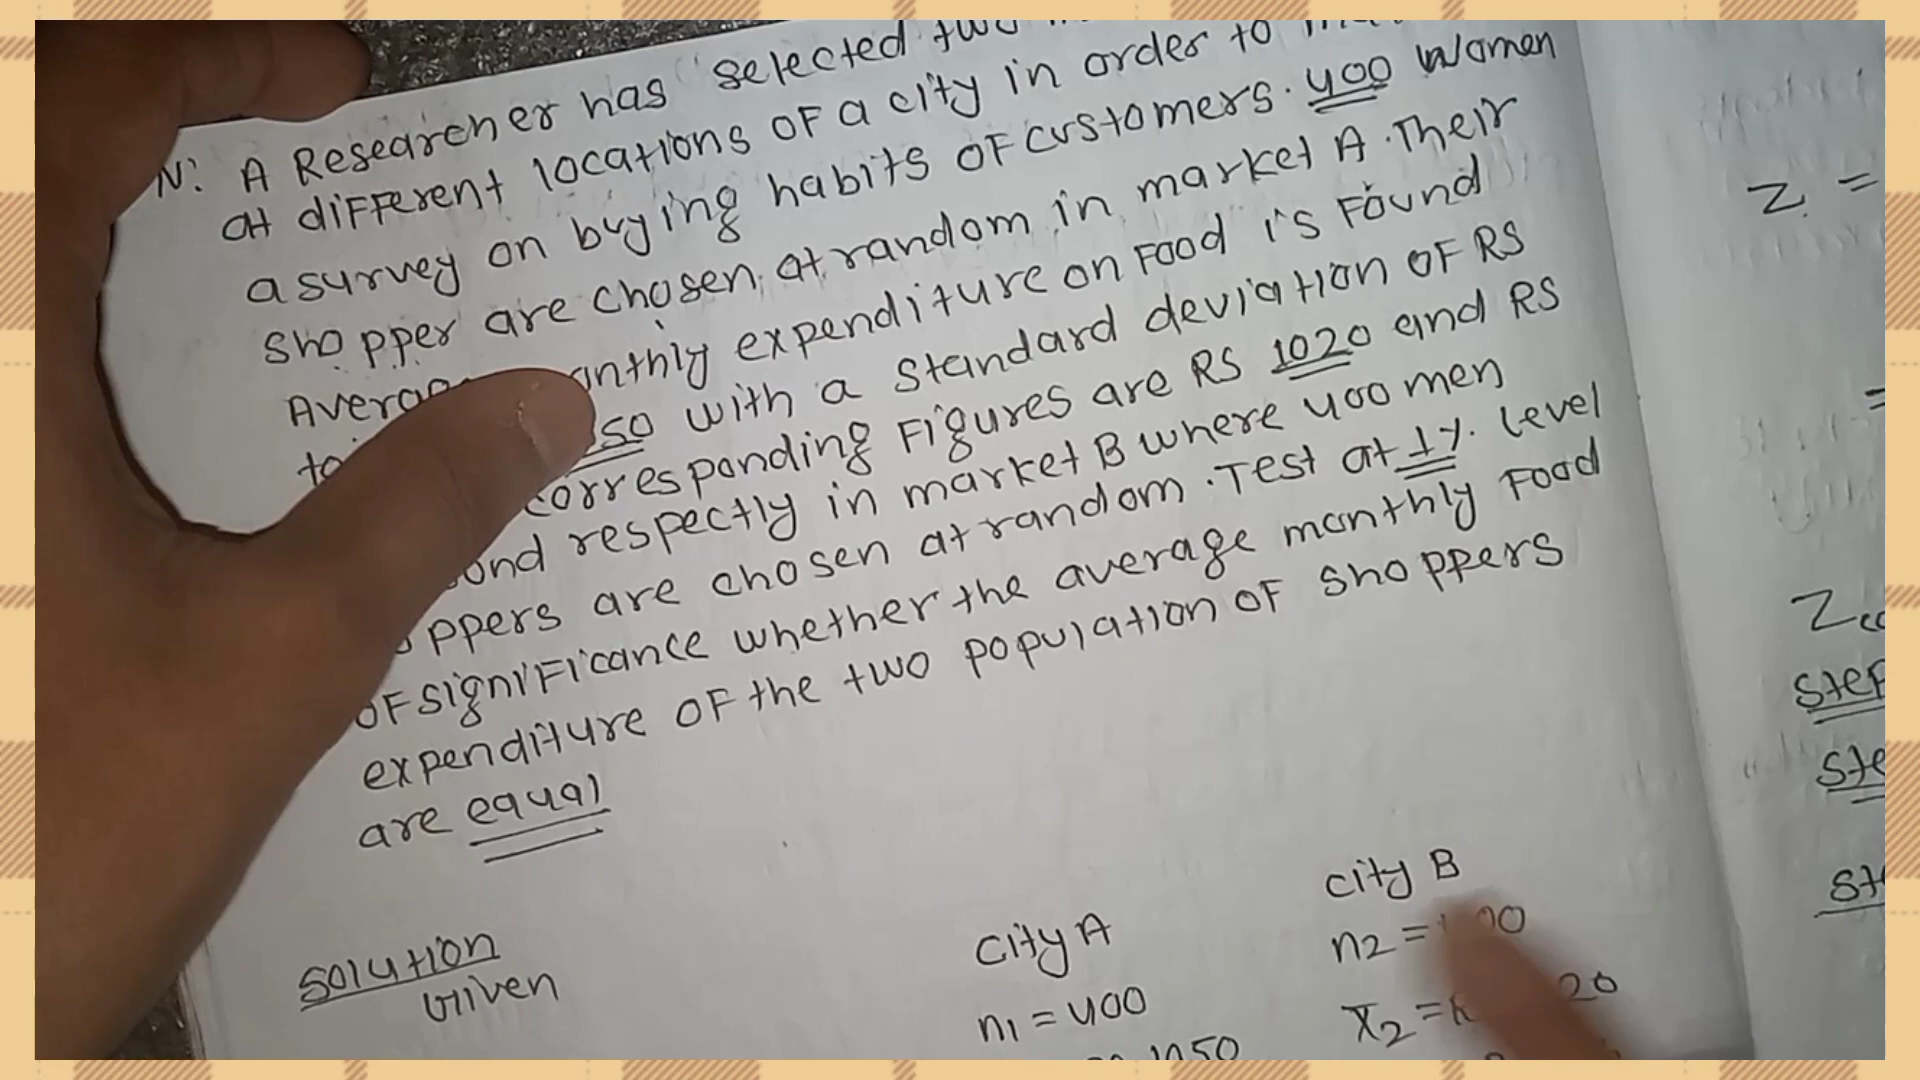 N: A Researcher has selected two
at different locations of a city in order to
a survey on buying habits of customers. 400 Women
shopper are chosen at random in market A. Their
monthly expenditure on Food is Found
with a standard deviation of RS
corresponding Figures are RS 1020 and RS
respectly in market B where 400 men
are chosen at random. Test at 1% level
OF significance whether the average monthly Food
expenditure of the two population of shoppers
are equal
Solution
Given
City A
n1 = 400
1050
City B
n2 =
x̄2 =
Z =
=
Step